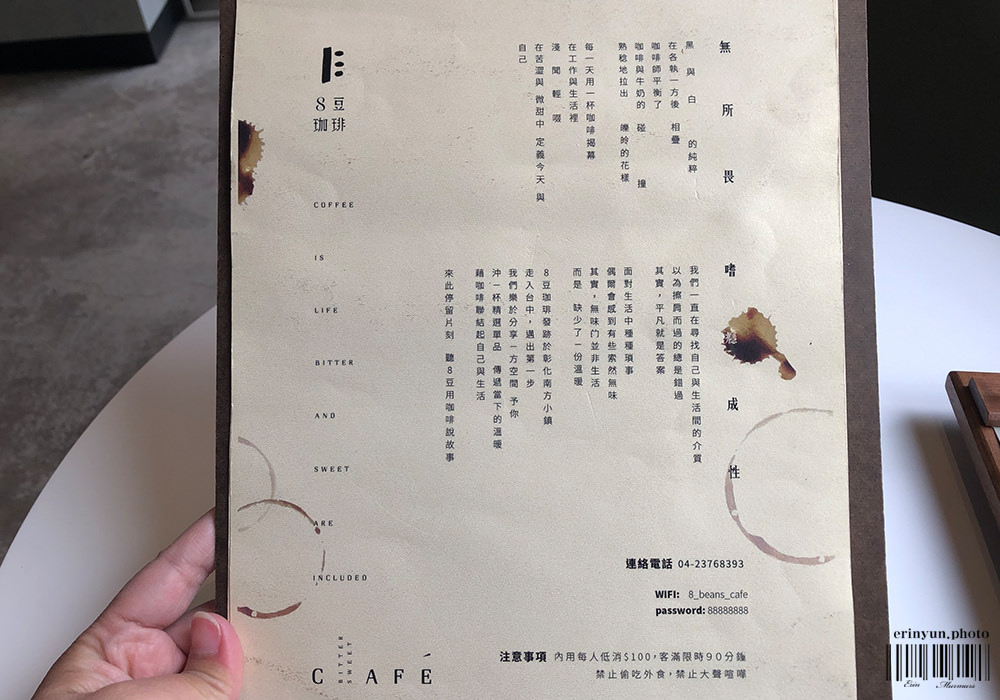 無所畏
黑與白 的純粹
在各執一方後 相疊
咖啡師平衡了
咖啡與牛奶的 碰 撞
熟稔地拉出 皪皊的花樣
每一天用一杯咖啡揭幕
在工作與生活裡
淺聞輕啜
在苦澀與 微甜中 定義今天 與
自己
8豆
珈琲
嗜 成性
我們一直在尋找自己與生活間的介質
以為擦肩而過的總是錯過
其實，平凡就是答案
面對生活中種種瑣事
偶爾會感到有些索然無味
其實，無味们並非生活
而是 缺少了一份溫暖
8豆珈琲發跡於彰化南方小鎮
走入台中，邁出第一步
我們樂於分享一方空間 予你
沖一杯精選單品 傳遞當下的溫暖
藉咖啡聯結起自己與生活
來此停留片刻 聽8豆用咖啡說故事
COFFEE
IS
LIFE
BITTER
AND
SWEET
ARE
INCLUDED
連絡電話 04-23768393
WIFI: 8_beans_cafe
password: 88888888
注意事項 內用每人低消$100，客滿限時90分鐘
禁止偷吃外食，禁止大聲喧嘩
BITTER
SWEET
CAFÉ
erinyun.photo
Erin Murmurs